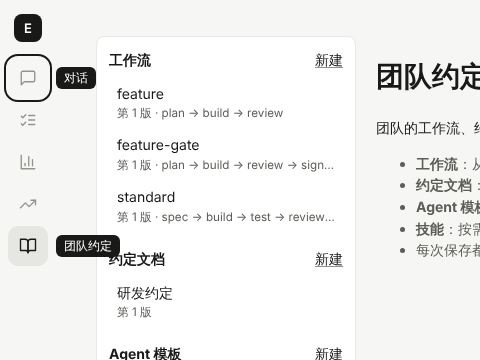 E
对话
团队约定
工作流 新建
feature
第 1 版 · plan → build → review
feature-gate
第 1 版 · plan → build → review → sign...
standard
第 1 版 · spec → build → test → review...
约定文档 新建
研发约定
第 1 版
Agent 模板 新建
团队约定
团队的工作流、
工作流：从
约定文档：
Agent 模
技能：按需
每次保存都